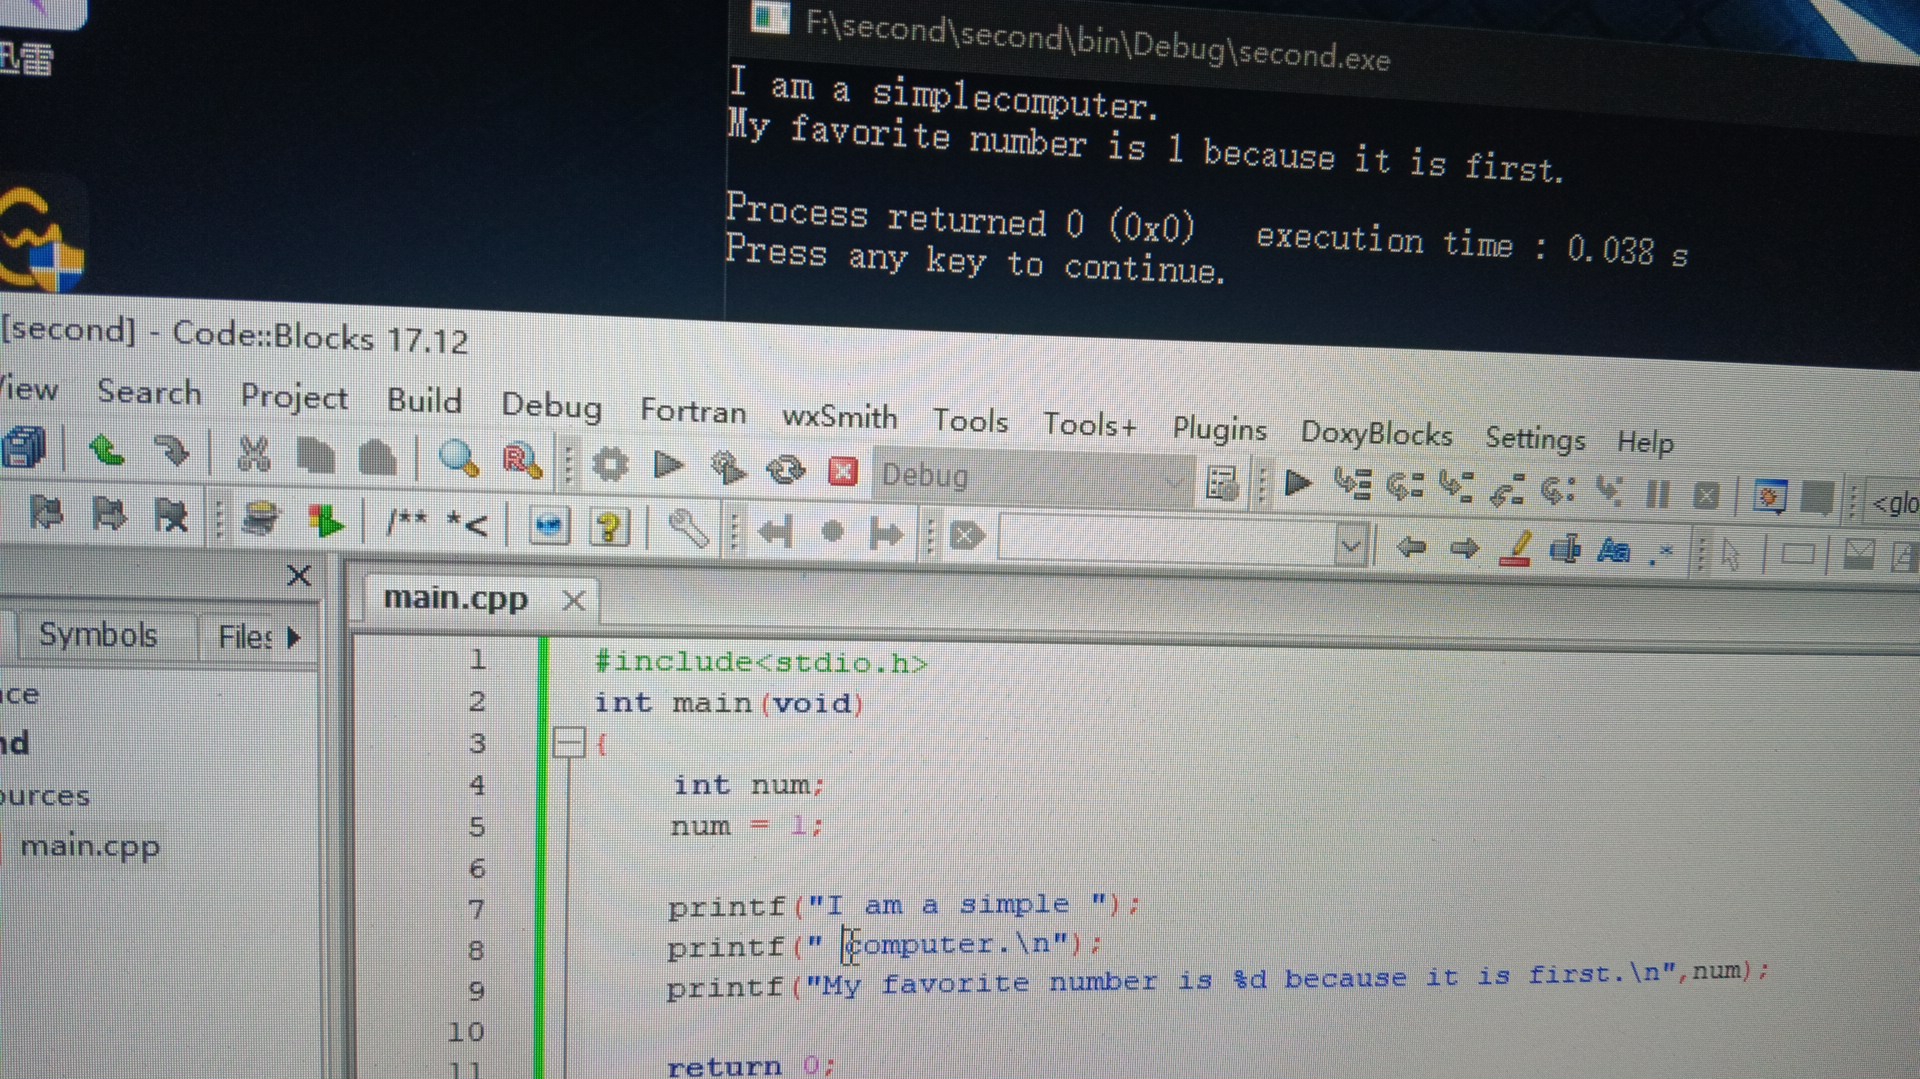 迅雷
F:\second\second\bin\Debug\second.exe
I am a simplecomputer.
My favorite number is 1 because it is first.
Process returned 0 (0x0)   execution time : 0.038 s
Press any key to continue.
[second] - Code::Blocks 17.12
View Search Project Build Debug Fortran wxSmith Tools Tools+ Plugins DoxyBlocks Settings Help
Debug
<glo
/** *<
main.cpp
Symbols Files
1 #include<stdio.h>
2 int main(void)
3 {
4 int num;
5 num = 1;
6
7 printf("I am a simple ");
8 printf(" computer.\n");
9 printf("My favorite number is %d because it is first.\n",num);
10
11 return 0;
ce
nd
ources
main.cpp